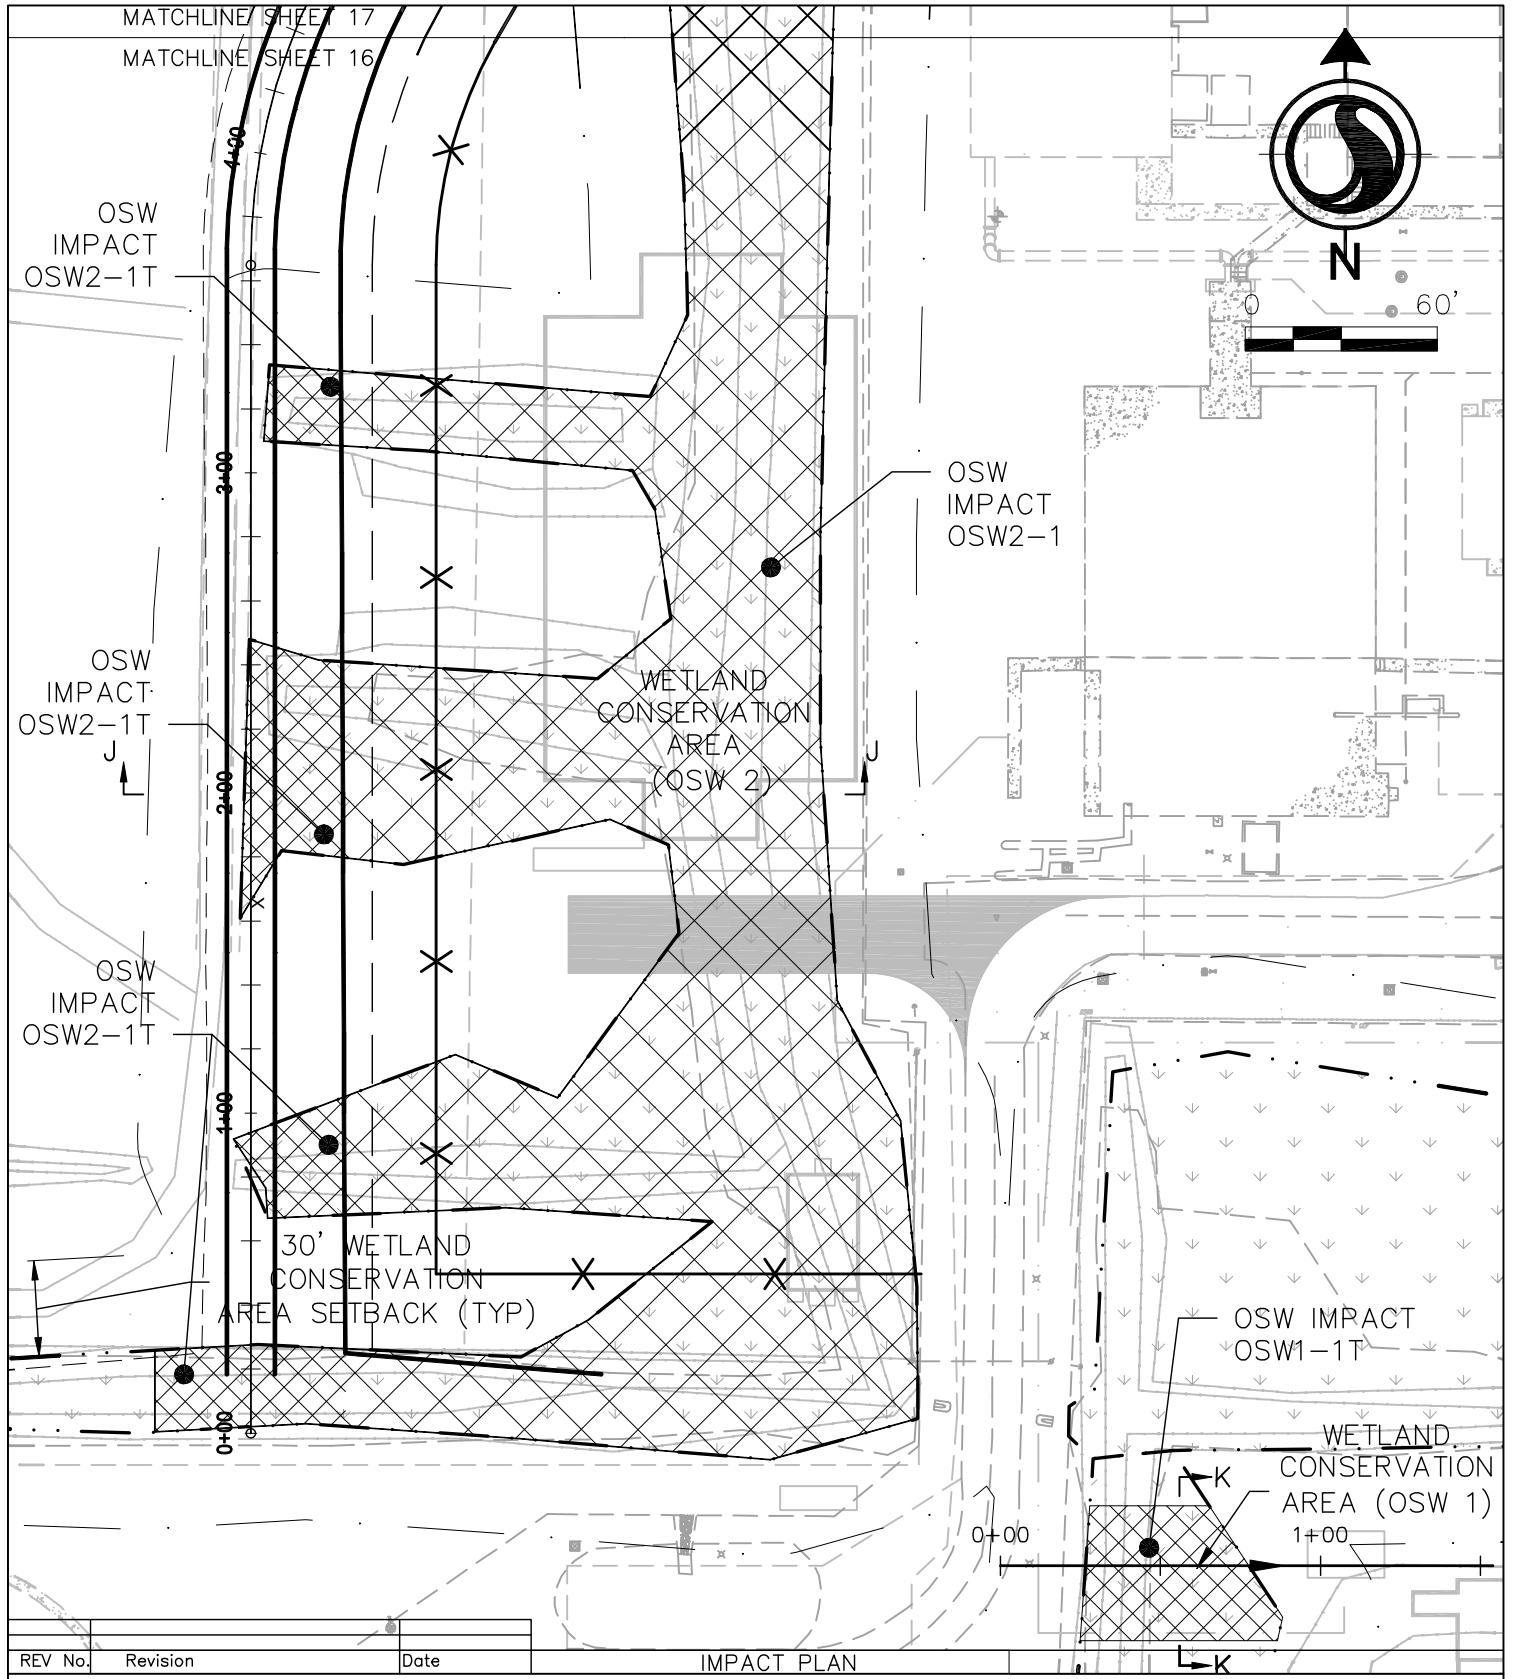 MATCHLINE SHEET 17
MATCHLINE SHEET 16
4+00
OSW
IMPACT
OSW2-1T
N
0 60'
3+00
OSW
IMPACT
OSW2-1
OSW
IMPACT
OSW2-1T
WETLAND
CONSERVATION
AREA
(OSW 2)
J J
2+00
OSW
IMPACT
OSW2-1T
1+00
30' WETLAND
CONSERVATION
AREA SETBACK (TYP)
OSW IMPACT
OSW1-1T
0+00
WETLAND
CONSERVATION
AREA (OSW 1)
K
0+00 1+00
K
REV No. Revision Date IMPACT PLAN